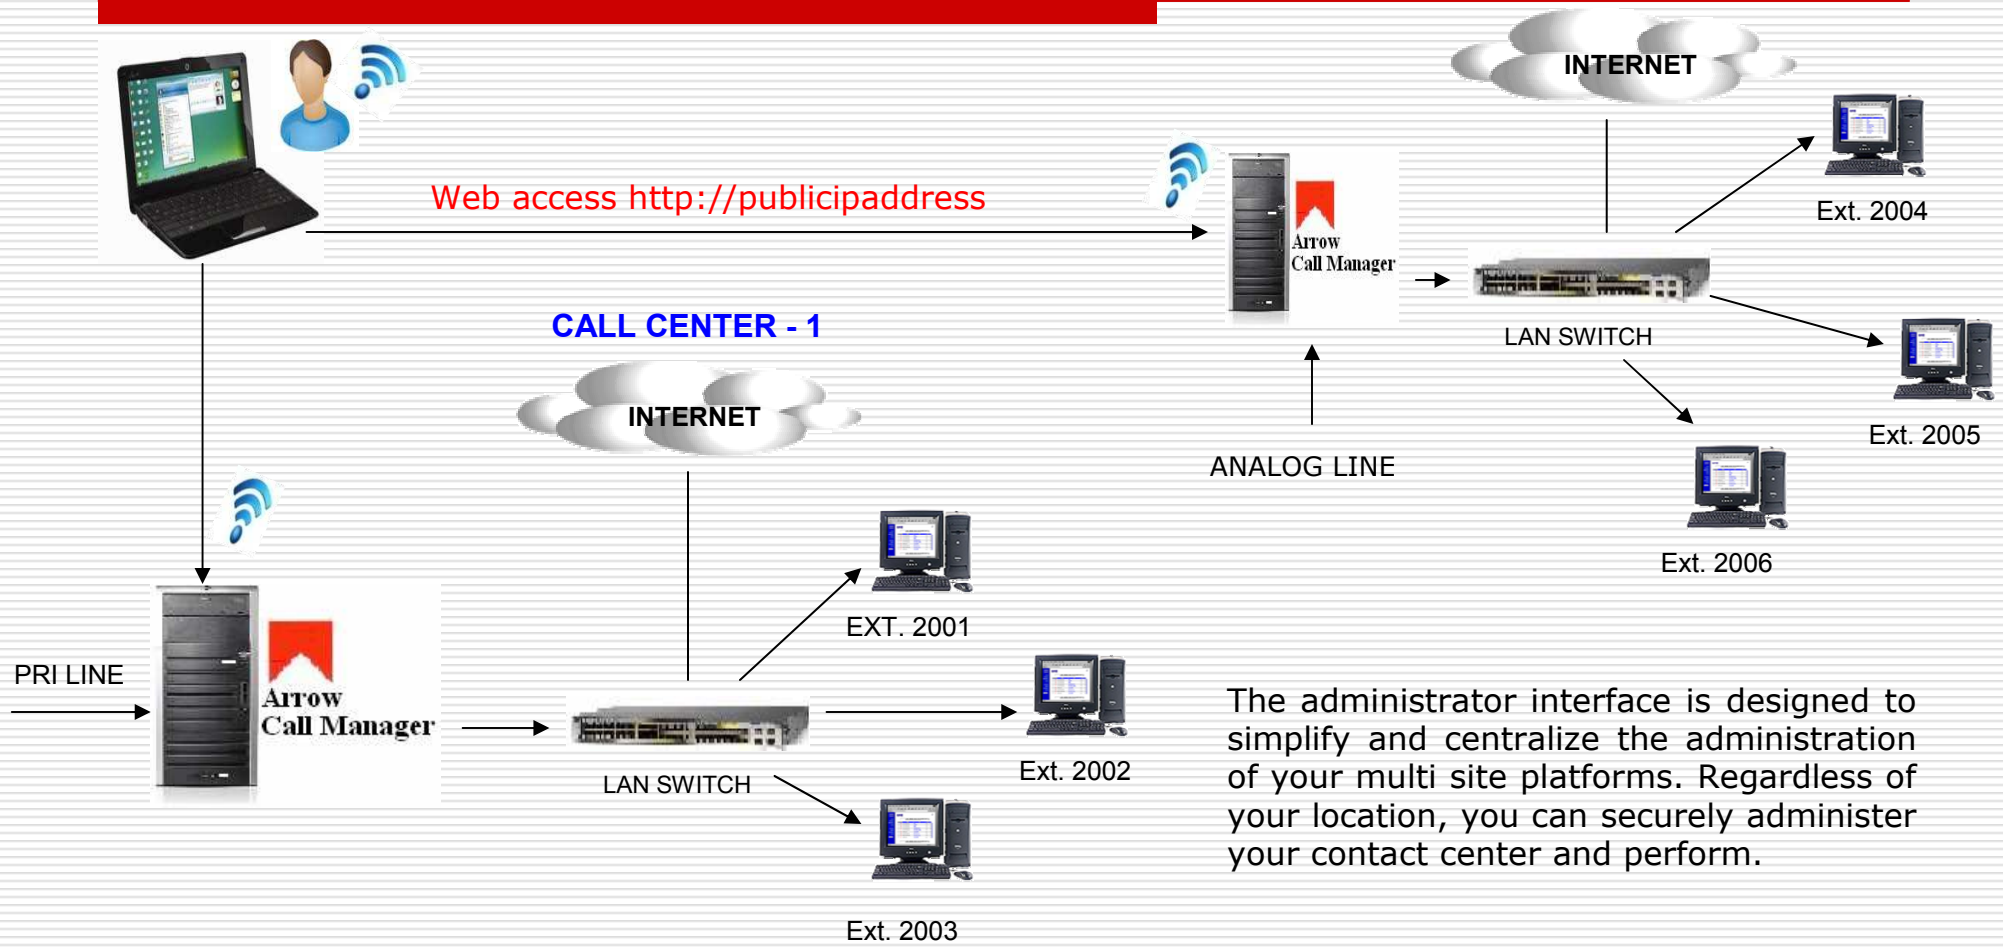 INTERNET
Web access http://publicipaddress
Ext. 2004
Arrow
Call Manager
CALL CENTER - 1
LAN SWITCH
INTERNET
Ext. 2005
ANALOG LINE
Ext. 2006
EXT. 2001
PRI LINE
Arrow
Call Manager
Ext. 2002
LAN SWITCH
Ext. 2003
The administrator interface is designed to
simplify and centralize the administration
of your multi site platforms. Regardless of
your location, you can securely administer
your contact center and perform.